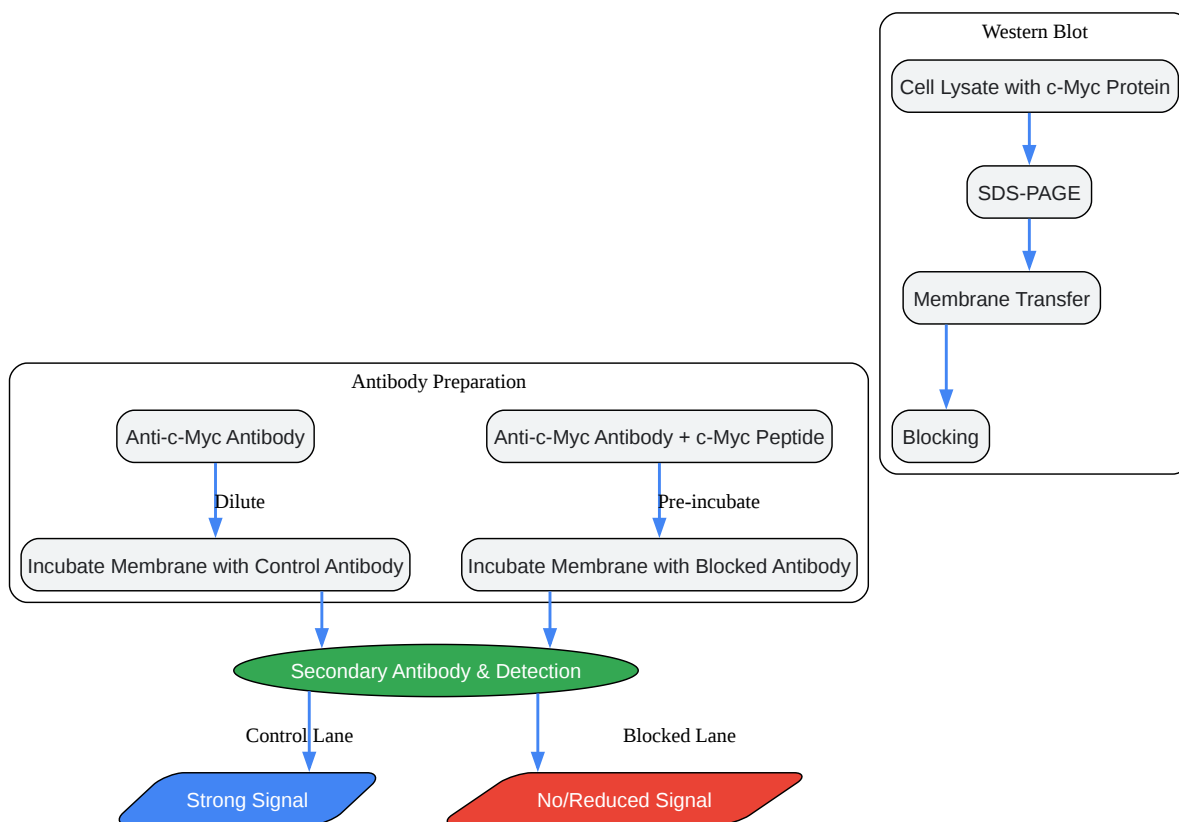 Western Blot
Cell Lysate with c-Myc Protein
SDS-PAGE
Membrane Transfer
Blocking
Antibody Preparation
Anti-c-Myc Antibody
Anti-c-Myc Antibody + c-Myc Peptide
Dilute
Pre-incubate
Incubate Membrane with Control Antibody
Incubate Membrane with Blocked Antibody
Secondary Antibody & Detection
Control Lane
Blocked Lane
Strong Signal
No/Reduced Signal